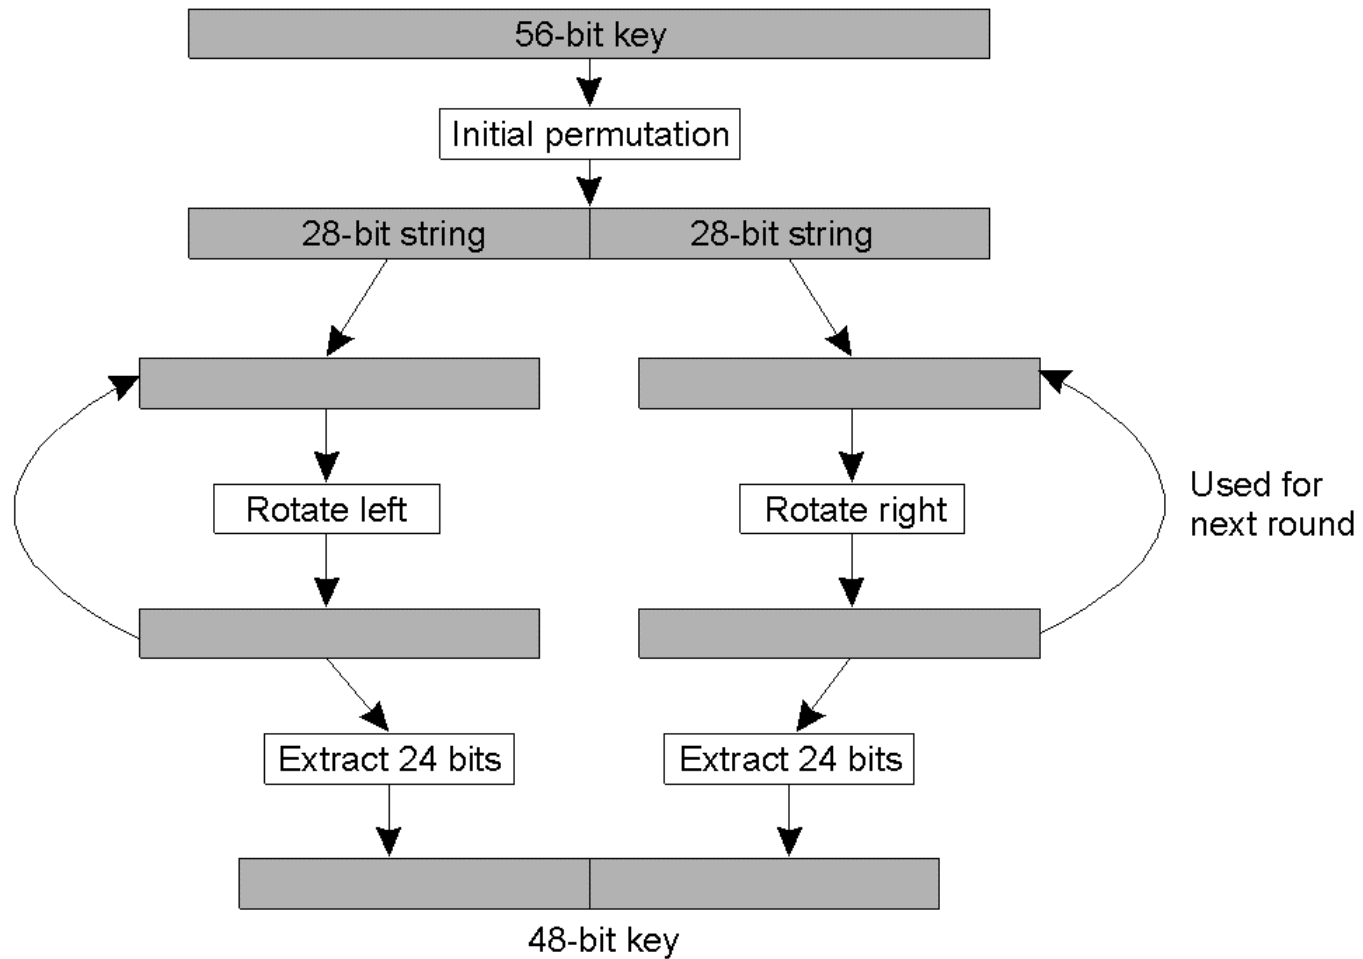 56-bit key
Initial permutation
28-bit string 28-bit string
Rotate left Rotate right
Used for
next round
Extract 24 bits Extract 24 bits
48-bit key